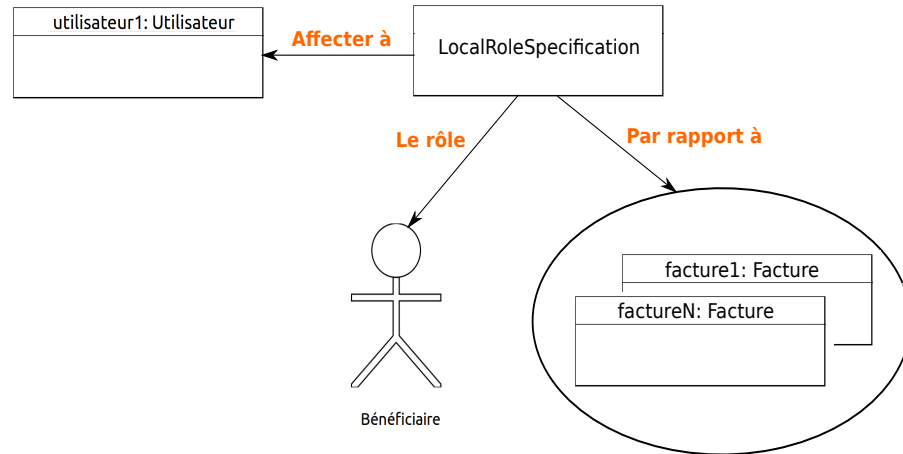 utilisateur1: Utilisateur
Affecter à
LocalRoleSpecification
Le rôle
Par rapport à
facture1: Facture
factureN: Facture
Bénéficiaire